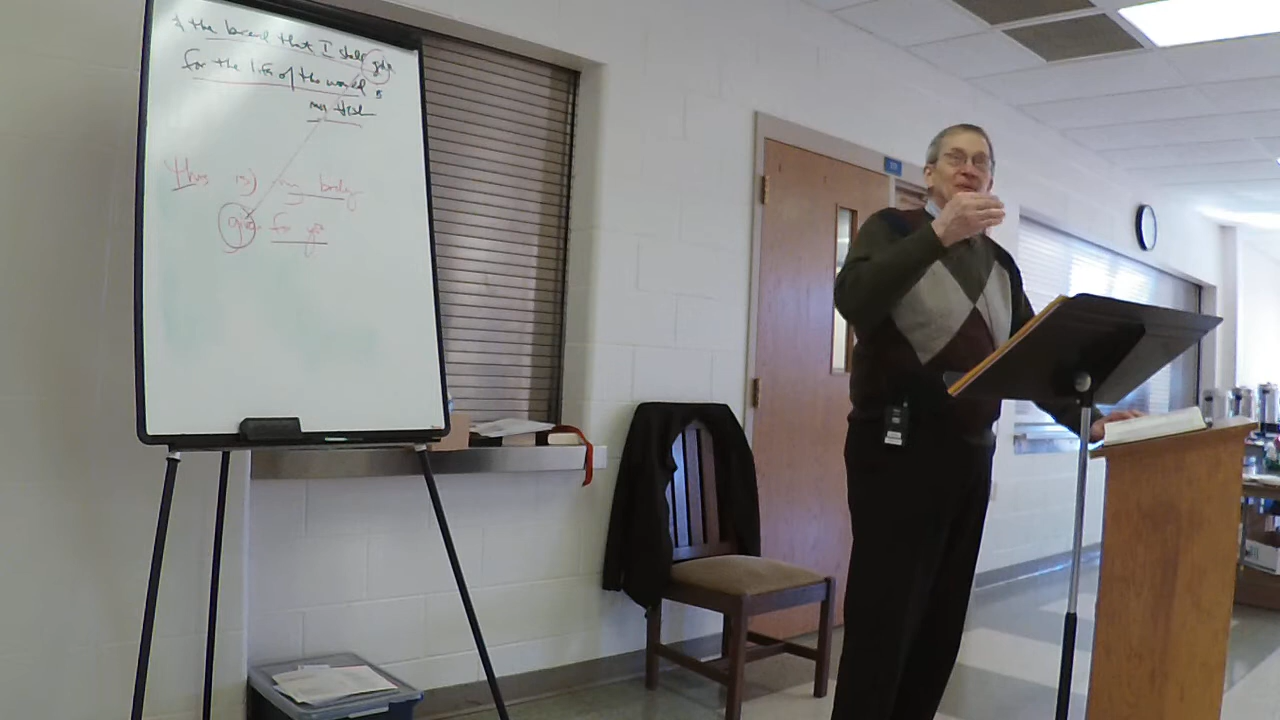 & the bread that I shall give
for the life of the world is
my flesh
This is my body
given for you